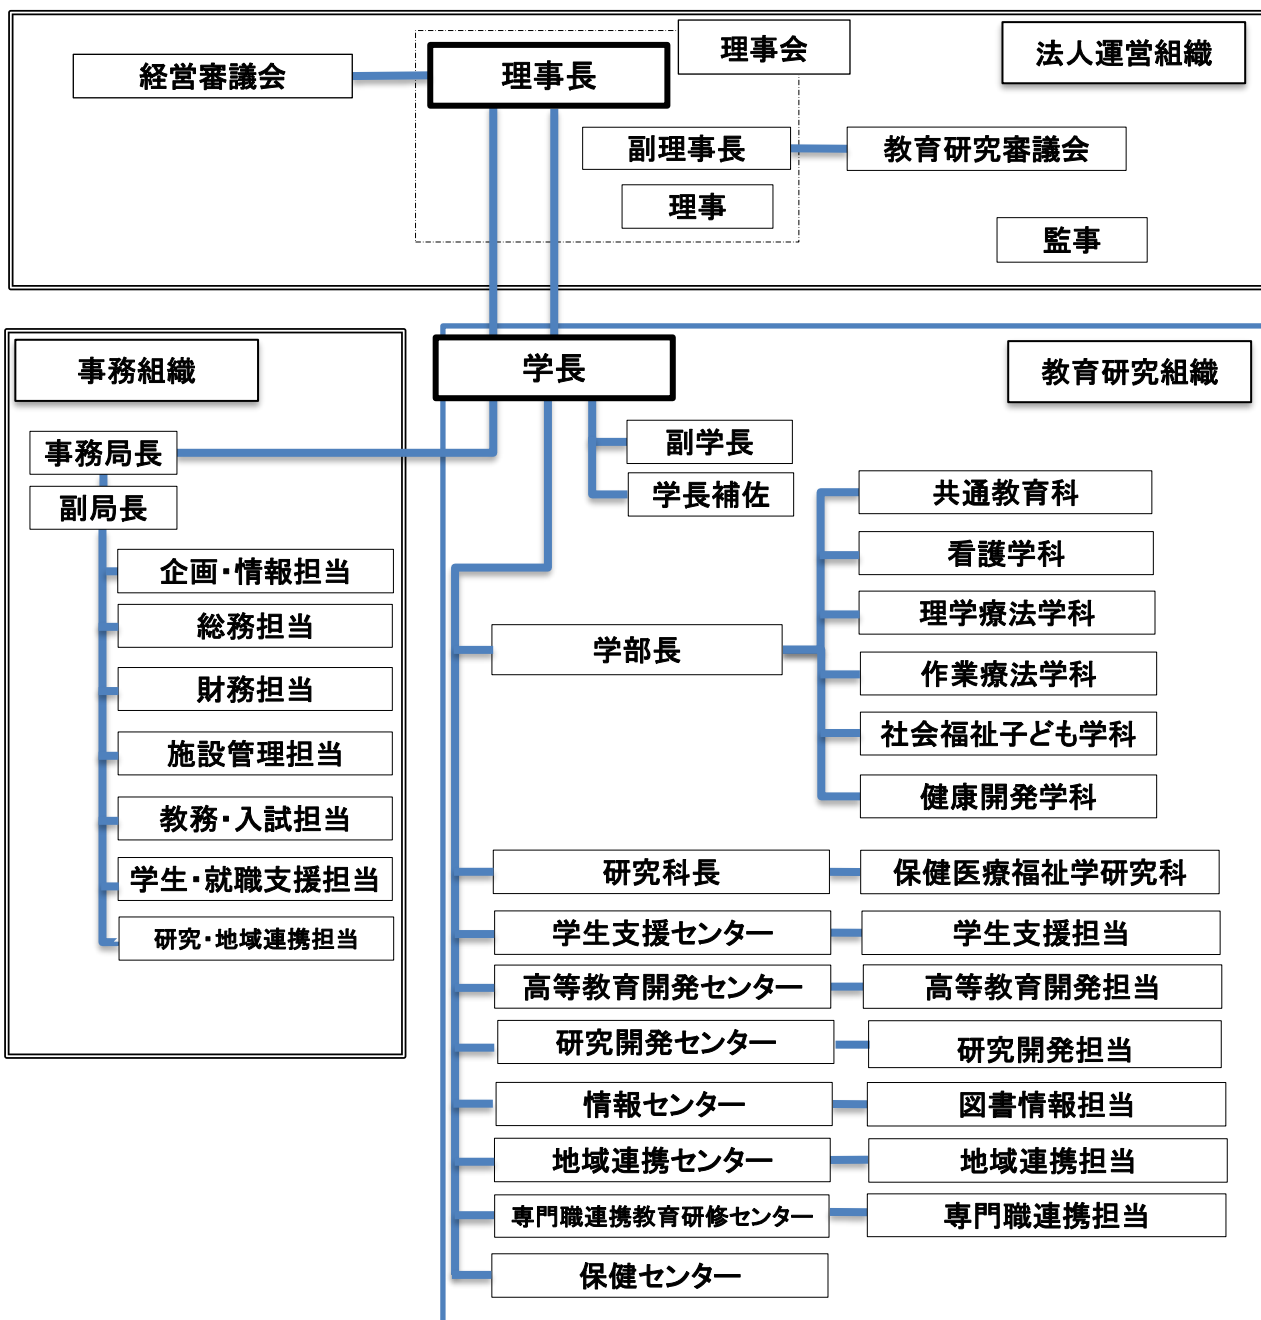 法人運営組織
理事会
理事長
経営審議会
副理事長
教育研究審議会
理事
監事
事務組織
事務局長
副局長
企画・情報担当
総務担当
財務担当
施設管理担当
教務・入試担当
学生・就職支援担当
研究・地域連携担当
教育研究組織
学長
副学長
学長補佐
学部長
共通教育科
看護学科
理学療法学科
作業療法学科
社会福祉子ども学科
健康開発学科
研究科長
保健医療福祉学研究科
学生支援センター
学生支援担当
高等教育開発センター
高等教育開発担当
研究開発センター
研究開発担当
情報センター
図書情報担当
地域連携センター
地域連携担当
専門職連携教育研修センター
専門職連携担当
保健センター